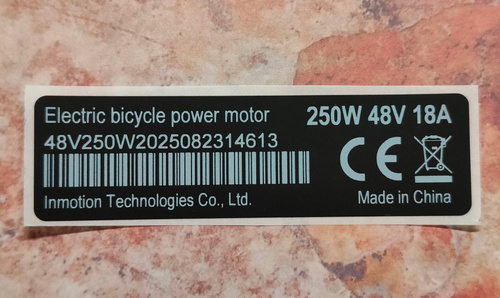 Electric bicycle power motor
250W 48V 18A
48V250W2025082314613
CE
Inmotion Technologies Co., Ltd.
Made in China